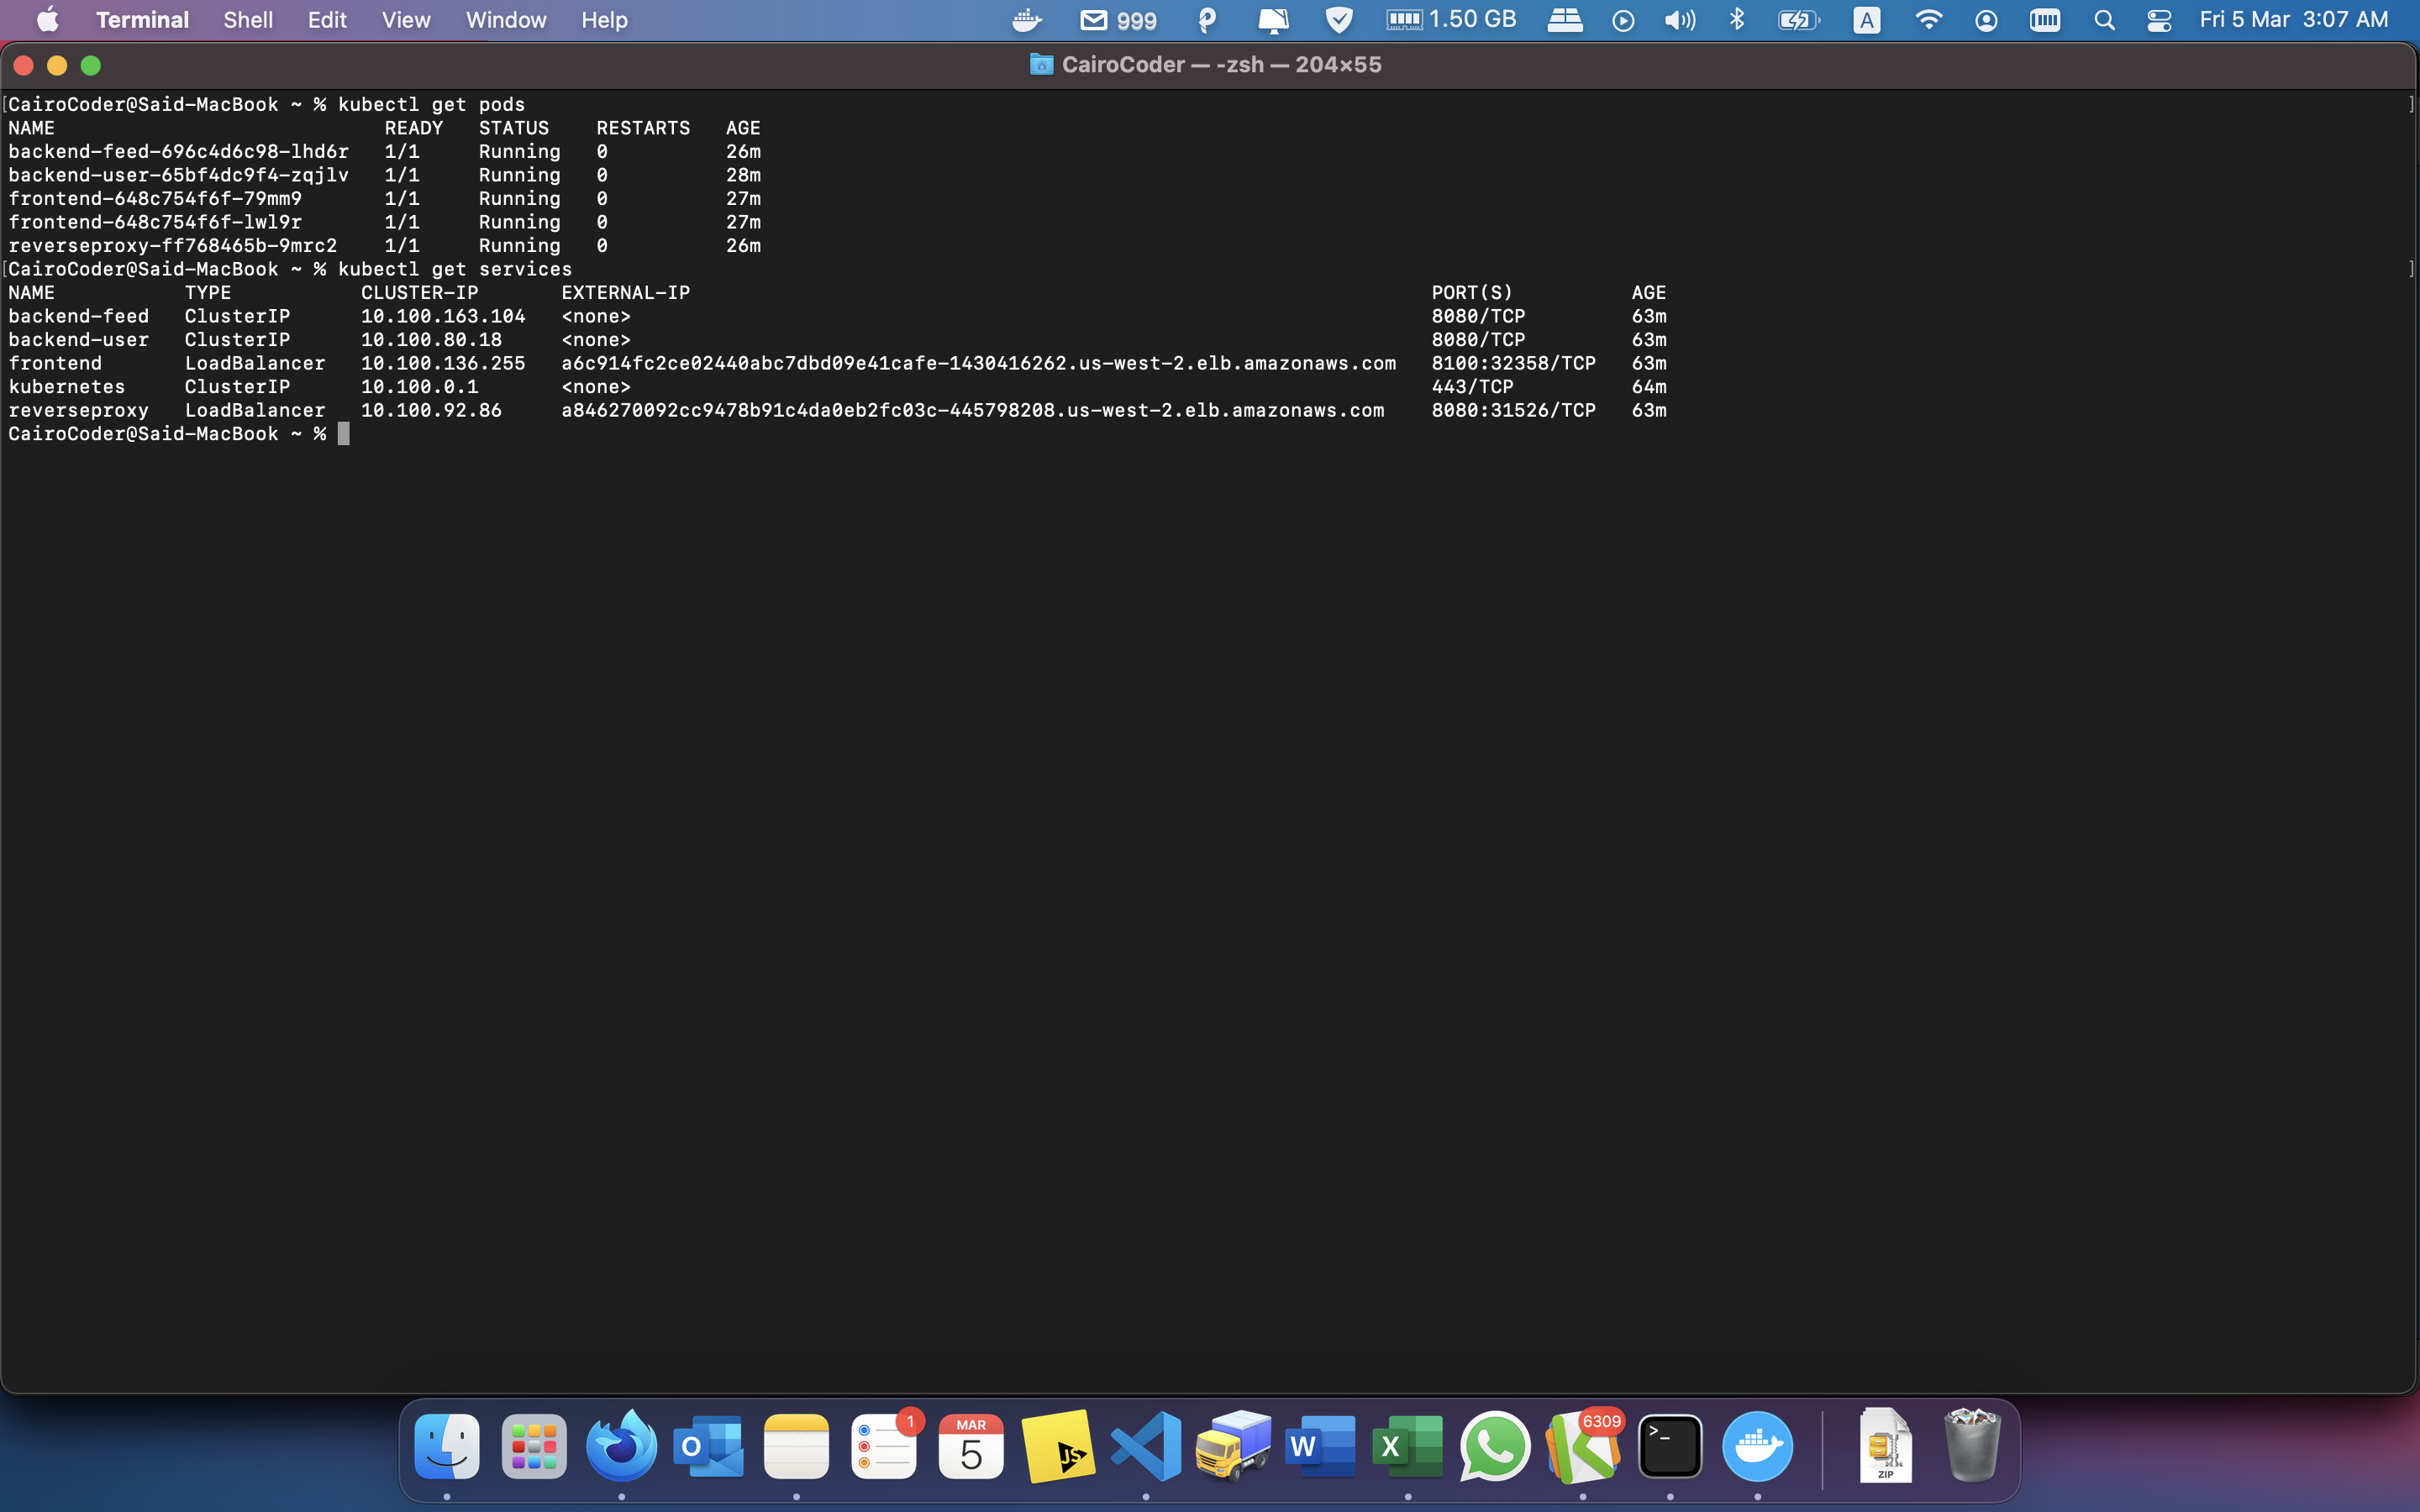 Terminal Shell Edit View Window Help 999 1.50 GB A Fri 5 Mar 3:07 AM
CairoCoder — -zsh — 204×55
[CairoCoder@Said-MacBook ~ % kubectl get pods ]
NAME READY STATUS RESTARTS AGE
backend-feed-696c4d6c98-lhd6r 1/1 Running 0 26m
backend-user-65bf4dc9f4-zqjlv 1/1 Running 0 28m
frontend-648c754f6f-79mm9 1/1 Running 0 27m
frontend-648c754f6f-lwl9r 1/1 Running 0 27m
reverseproxy-ff768465b-9mrc2 1/1 Running 0 26m
[CairoCoder@Said-MacBook ~ % kubectl get services ]
NAME TYPE CLUSTER-IP EXTERNAL-IP PORT(S) AGE
backend-feed ClusterIP 10.100.163.104 <none> 8080/TCP 63m
backend-user ClusterIP 10.100.80.18 <none> 8080/TCP 63m
frontend LoadBalancer 10.100.136.255 a6c914fc2ce02440abc7dbd09e41cafe-1430416262.us-west-2.elb.amazonaws.com 8100:32358/TCP 63m
kubernetes ClusterIP 10.100.0.1 <none> 443/TCP 64m
reverseproxy LoadBalancer 10.100.92.86 a846270092cc9478b91c4da0eb2fc03c-445798208.us-west-2.elb.amazonaws.com 8080:31526/TCP 63m
CairoCoder@Said-MacBook ~ %
O 1 MAR 5 JS W X 6309 >_ ZIP